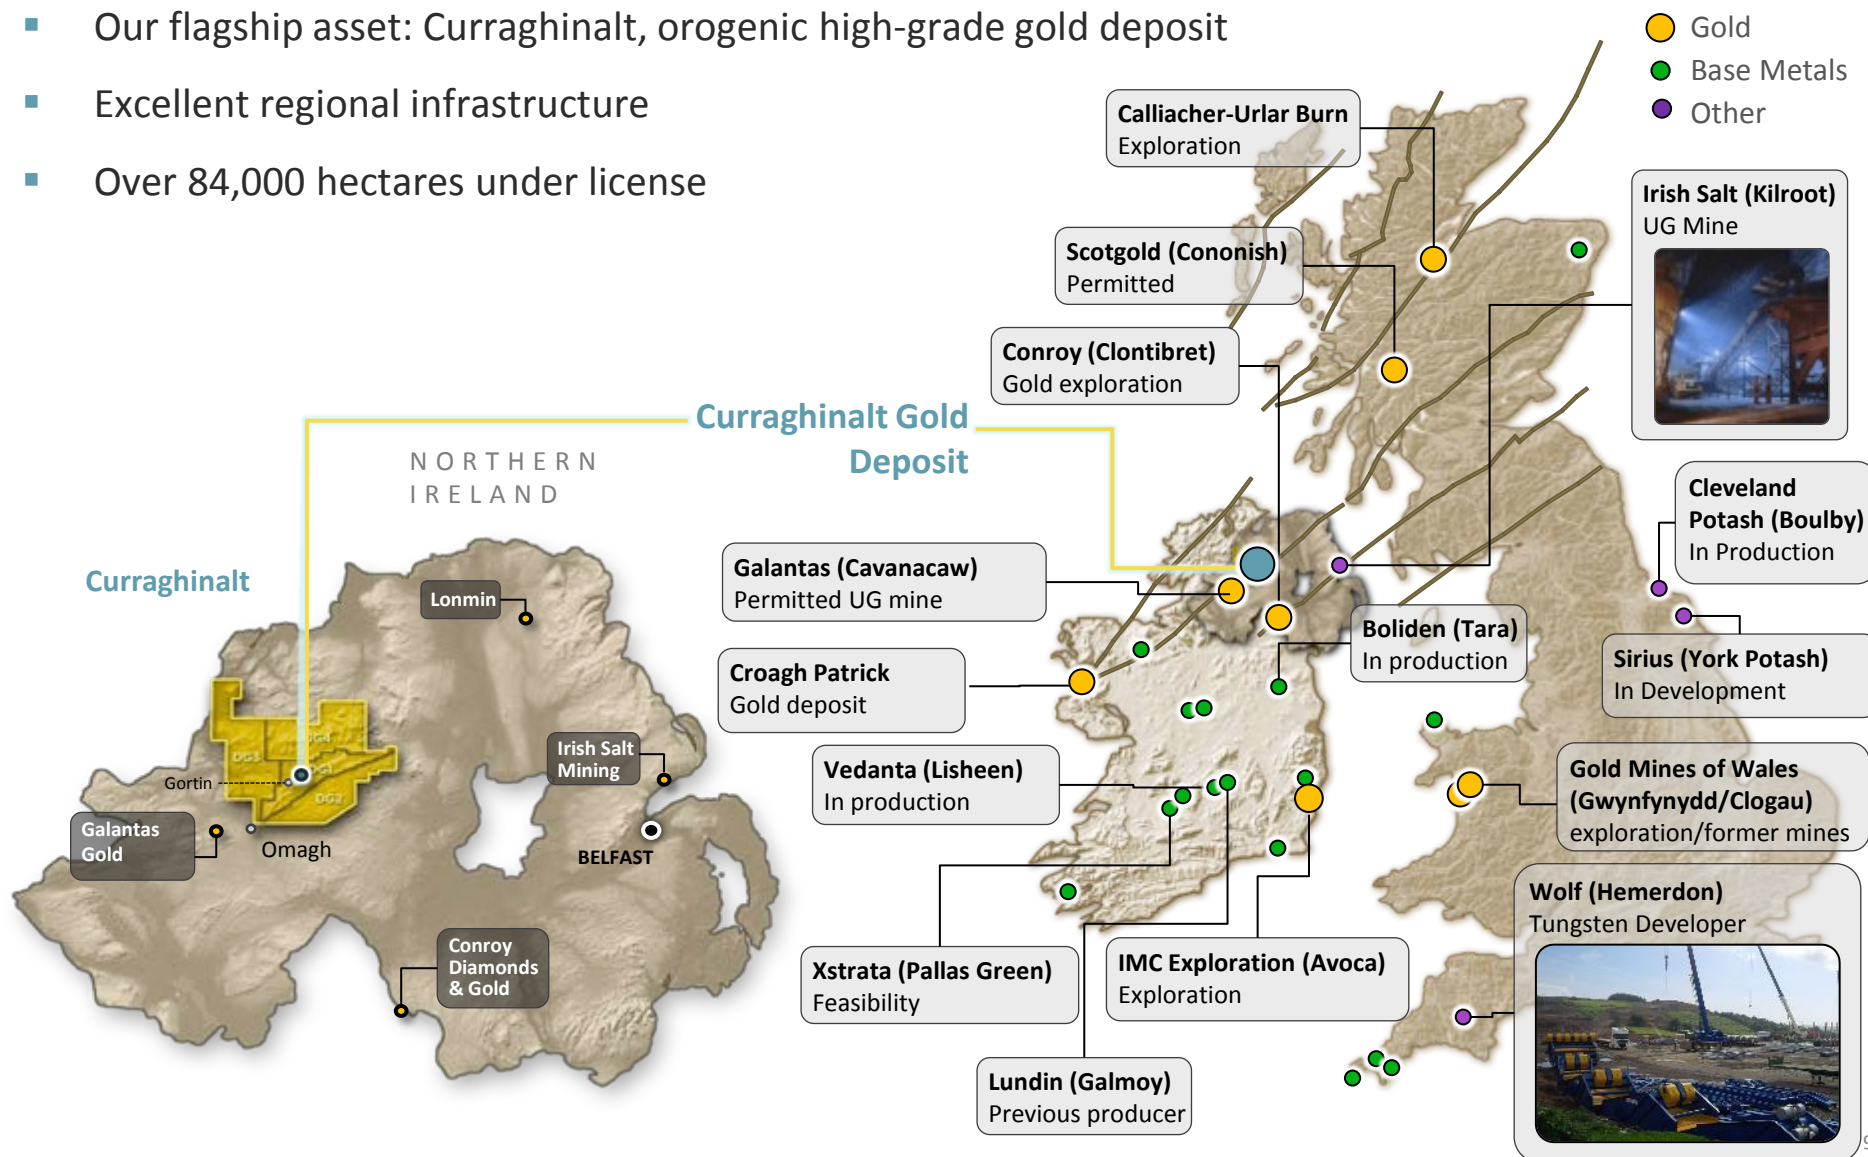 Our flagship asset: Curraghinalt, orogenic high-grade gold deposit
Excellent regional infrastructure
Over 84,000 hectares under license
Gold
Base Metals
Other
Calliacher-Urlar Burn
Exploration
Scotgold (Cononish)
Permitted
Conroy (Clontibret)
Gold exploration
Irish Salt (Kilroot)
UG Mine
Curraghinalt Gold
Deposit
NORTHERN
IRELAND
Curraghinalt
Lonmin
Irish Salt
Mining
Gortin
DG3
DG4
DG1
DG2
Galantas
Gold
Omagh
BELFAST
Conroy
Diamonds
& Gold
Galantas (Cavanacaw)
Permitted UG mine
Croagh Patrick
Gold deposit
Vedanta (Lisheen)
In production
Xstrata (Pallas Green)
Feasibility
Lundin (Galmoy)
Previous producer
IMC Exploration (Avoca)
Exploration
Boliden (Tara)
In production
Cleveland
Potash (Boulby)
In Production
Sirius (York Potash)
In Development
Gold Mines of Wales
(Gwynfynydd/Clogau)
exploration/former mines
Wolf (Hemerdon)
Tungsten Developer
9